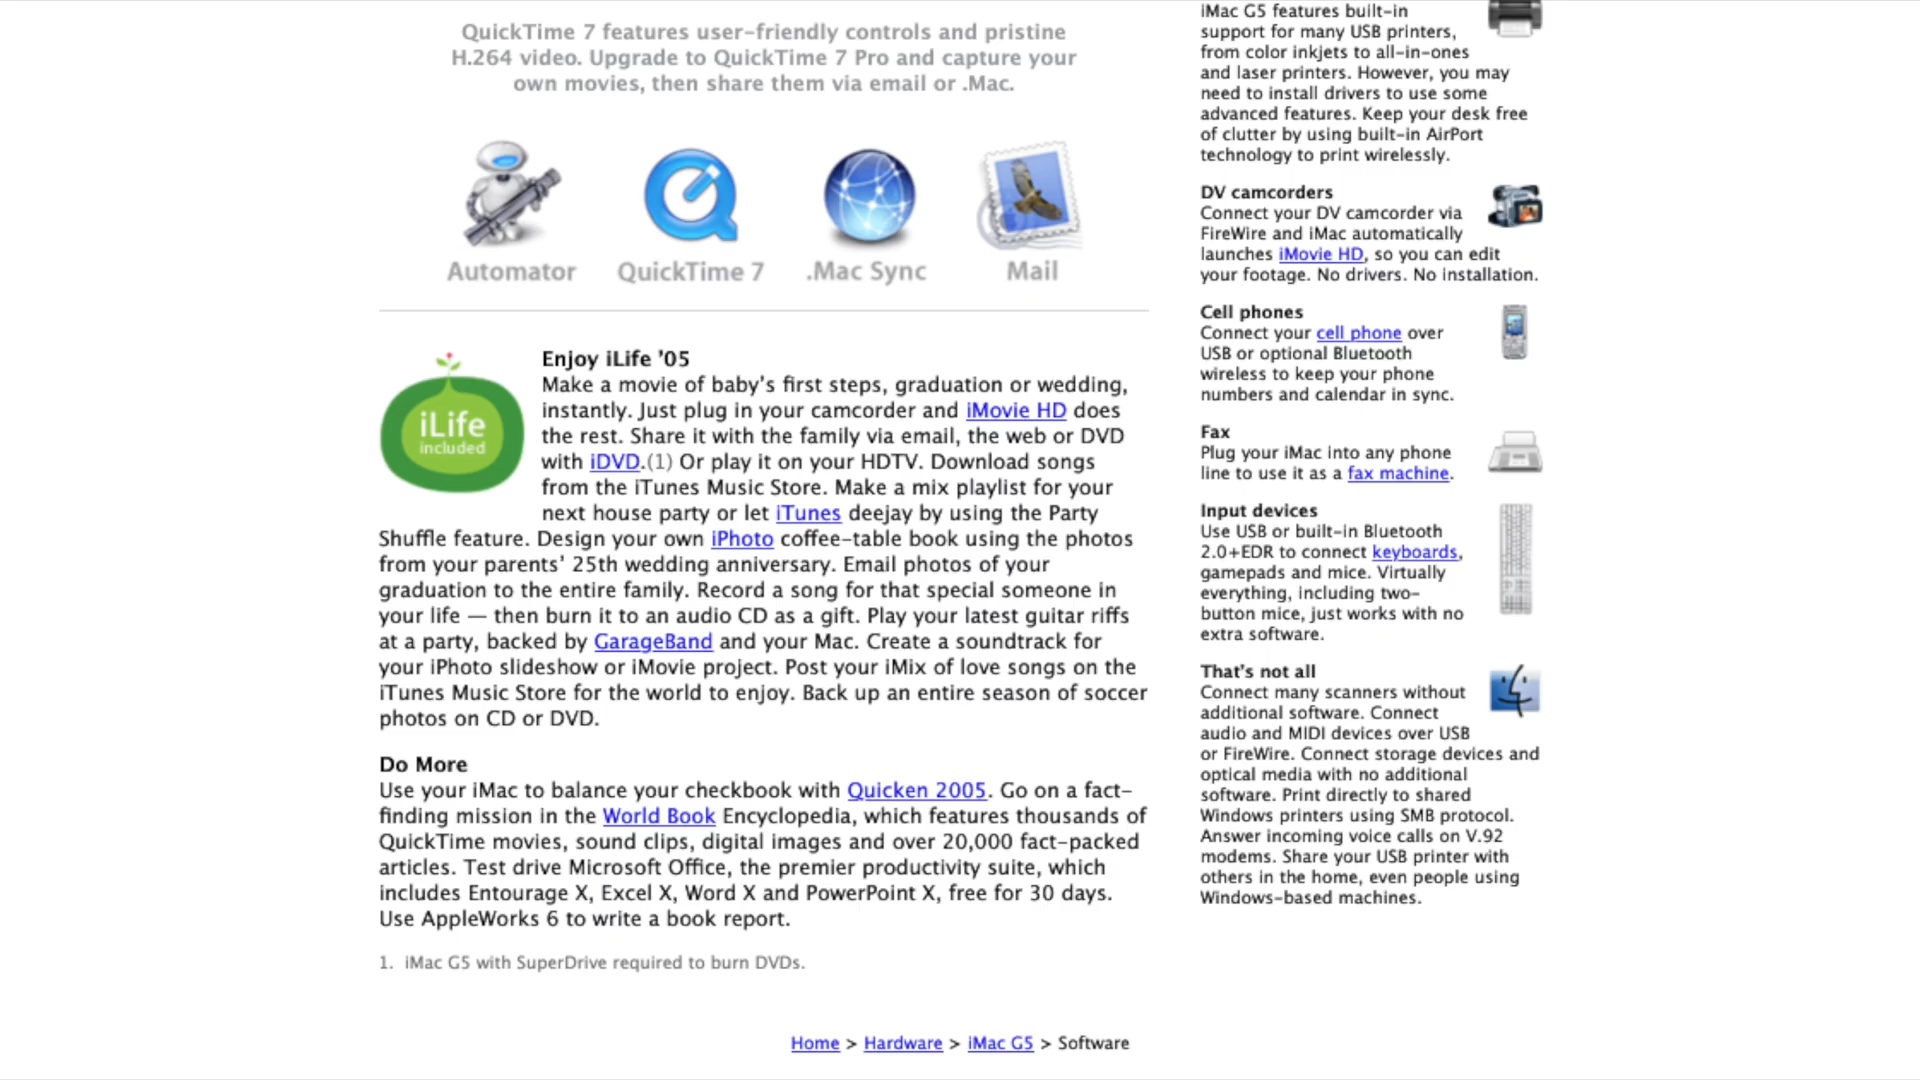 QuickTime 7 features user-friendly controls and pristine
H.264 video. Upgrade to QuickTime 7 Pro and capture your
own movies, then share them via email or .Mac.
Automator
QuickTime 7
.Mac Sync
Mail
iLife
included
Enjoy iLife ’05
Make a movie of baby’s first steps, graduation or wedding,
instantly. Just plug in your camcorder and iMovie HD does
the rest. Share it with the family via email, the web or DVD
with iDVD.(1) Or play it on your HDTV. Download songs
from the iTunes Music Store. Make a mix playlist for your
next house party or let iTunes deejay by using the Party
Shuffle feature. Design your own iPhoto coffee-table book using the photos
from your parents’ 25th wedding anniversary. Email photos of your
graduation to the entire family. Record a song for that special someone in
your life — then burn it to an audio CD as a gift. Play your latest guitar riffs
at a party, backed by GarageBand and your Mac. Create a soundtrack for
your iPhoto slideshow or iMovie project. Post your iMix of love songs on the
iTunes Music Store for the world to enjoy. Back up an entire season of soccer
photos on CD or DVD.
Do More
Use your iMac to balance your checkbook with Quicken 2005. Go on a fact-
finding mission in the World Book Encyclopedia, which features thousands of
QuickTime movies, sound clips, digital images and over 20,000 fact-packed
articles. Test drive Microsoft Office, the premier productivity suite, which
includes Entourage X, Excel X, Word X and PowerPoint X, free for 30 days.
Use AppleWorks 6 to write a book report.
1. iMac G5 with SuperDrive required to burn DVDs.
iMac G5 features built-in
support for many USB printers,
from color inkjets to all-in-ones
and laser printers. However, you may
need to install drivers to use some
advanced features. Keep your desk free
of clutter by using built-in AirPort
technology to print wirelessly.
DV camcorders
Connect your DV camcorder via
FireWire and iMac automatically
launches iMovie HD, so you can edit
your footage. No drivers. No installation.
Cell phones
Connect your cell phone over
USB or optional Bluetooth
wireless to keep your phone
numbers and calendar in sync.
Fax
Plug your iMac into any phone
line to use it as a fax machine.
Input devices
Use USB or built-in Bluetooth
2.0+EDR to connect keyboards,
gamepads and mice. Virtually
everything, including two-
button mice, just works with no
extra software.
That's not all
Connect many scanners without
additional software. Connect
audio and MIDI devices over USB
or FireWire. Connect storage devices and
optical media with no additional
software. Print directly to shared
Windows printers using SMB protocol.
Answer incoming voice calls on V.92
modems. Share your USB printer with
others in the home, even people using
Windows-based machines.
Home > Hardware > iMac G5 > Software